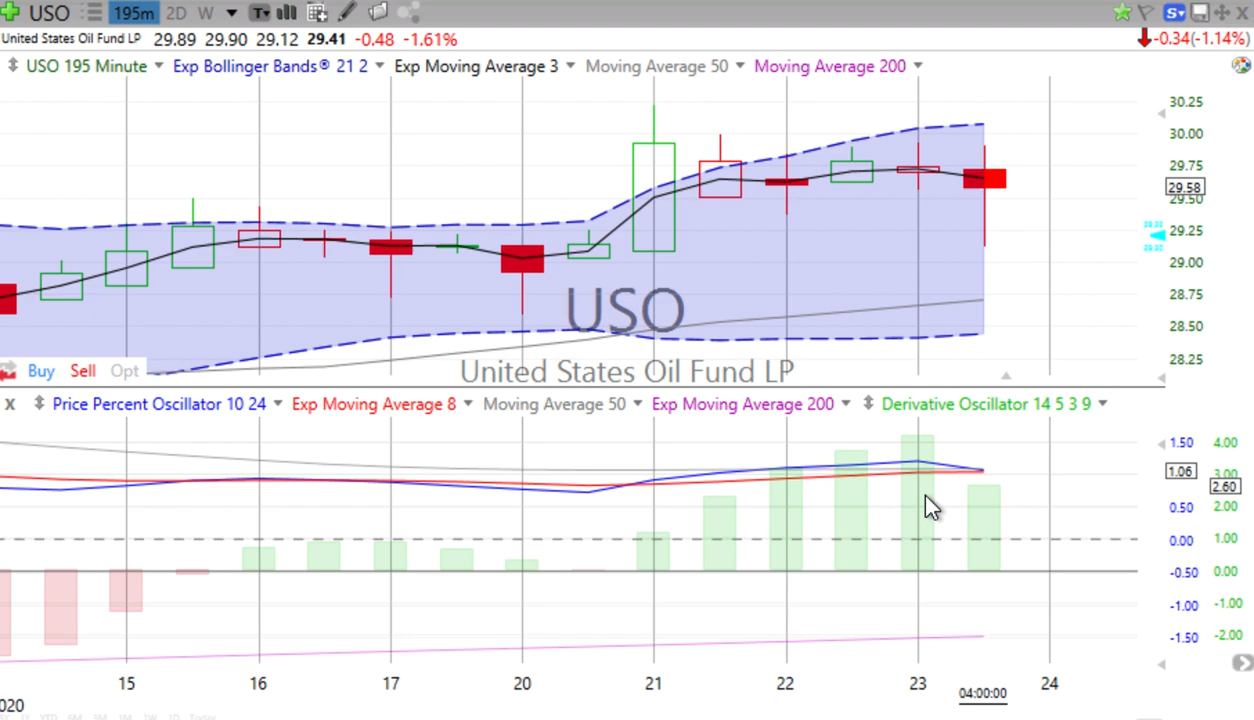 USO 195m 2D W T
United States Oil Fund LP 29.89 29.90 29.12 29.41 -0.48 -1.61% -0.34(-1.14%)
USO 195 Minute Exp Bollinger Bands® 21 2 Exp Moving Average 3 Moving Average 50 Moving Average 200
30.25
30.00
29.75
29.58
29.50
29.25
29.00
28.75
28.50
28.25
USO
United States Oil Fund LP
Buy Sell Opt
X Price Percent Oscillator 10 24 Exp Moving Average 8 Moving Average 50 Exp Moving Average 200 Derivative Oscillator 14 5 3 9
1.50 4.00
1.06 3.00
2.60
0.50 2.00
0.00 1.00
-0.50 0.00
-1.00 -1.00
-1.50 -2.00
15 16 17 20 21 22 23 24
04:00:00
020